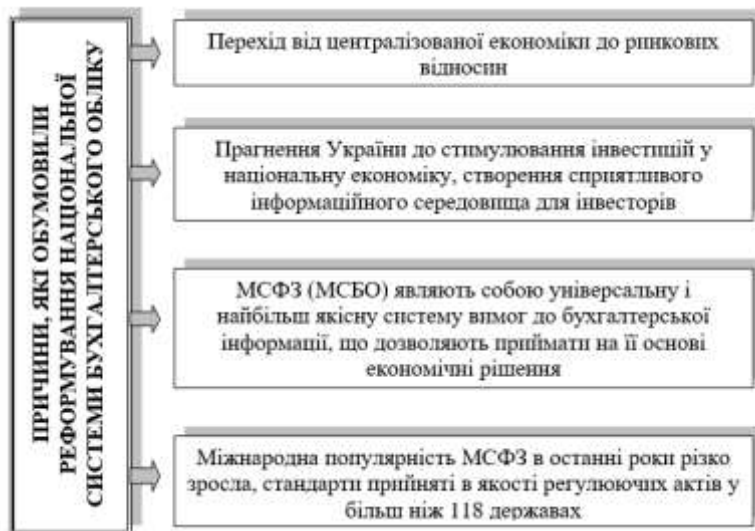 ПРИЧИНИ, ЯКІ ОБУМОВИЛИ
РЕФОРМУВАННЯ НАЦІОНАЛЬНОЇ
СИСТЕМИ БУХГАЛТЕРСЬКОГО ОБЛІКУ
Перехід від централізованої економіки до ринкових
відносин
Прагнення України до стимулювання інвестицій у
національну економіку, створення сприятливого
інформаційного середовища для інвесторів
МСФЗ (МСБО) являють собою універсальну і
найбільш якісну систему вимог до бухгалтерської
інформації, що дозволяють приймати на її основі
економічні рішення
Міжнародна популярність МСФЗ в останні роки різко
зросла, стандарти прийняті в якості регулюючих актів у
більш ніж 118 державах